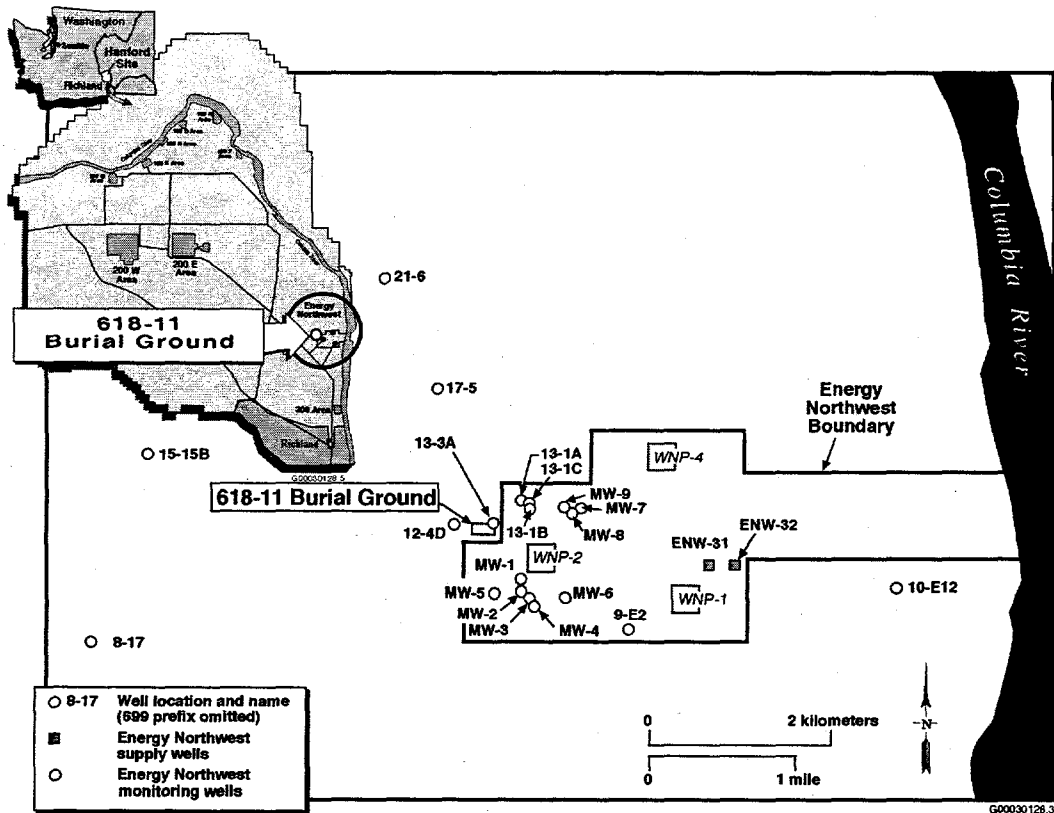 Washington
Seattle
Hanford
Site
Richland
200 W
Area
200 E
Area
Energy
Northwest
618-11
Burial Ground
300 Area
Richland
G00030128.5
21-6
17-5
15-15B
13-3A
13-1A
13-1C
618-11 Burial Ground
12-4D
13-1B
MW-9
MW-7
MW-8
WNP-4
Energy
Northwest
Boundary
Columbia River
ENW-31
ENW-32
WNP-2
MW-1
MW-5
MW-2
MW-3
MW-4
MW-6
9-E2
WNP-1
10-E12
8-17
8-17 Well location and name
(699 prefix omitted)
Energy Northwest
supply wells
Energy Northwest
monitoring wells
0 2 kilometers
0 1 mile
N
G00030126.3